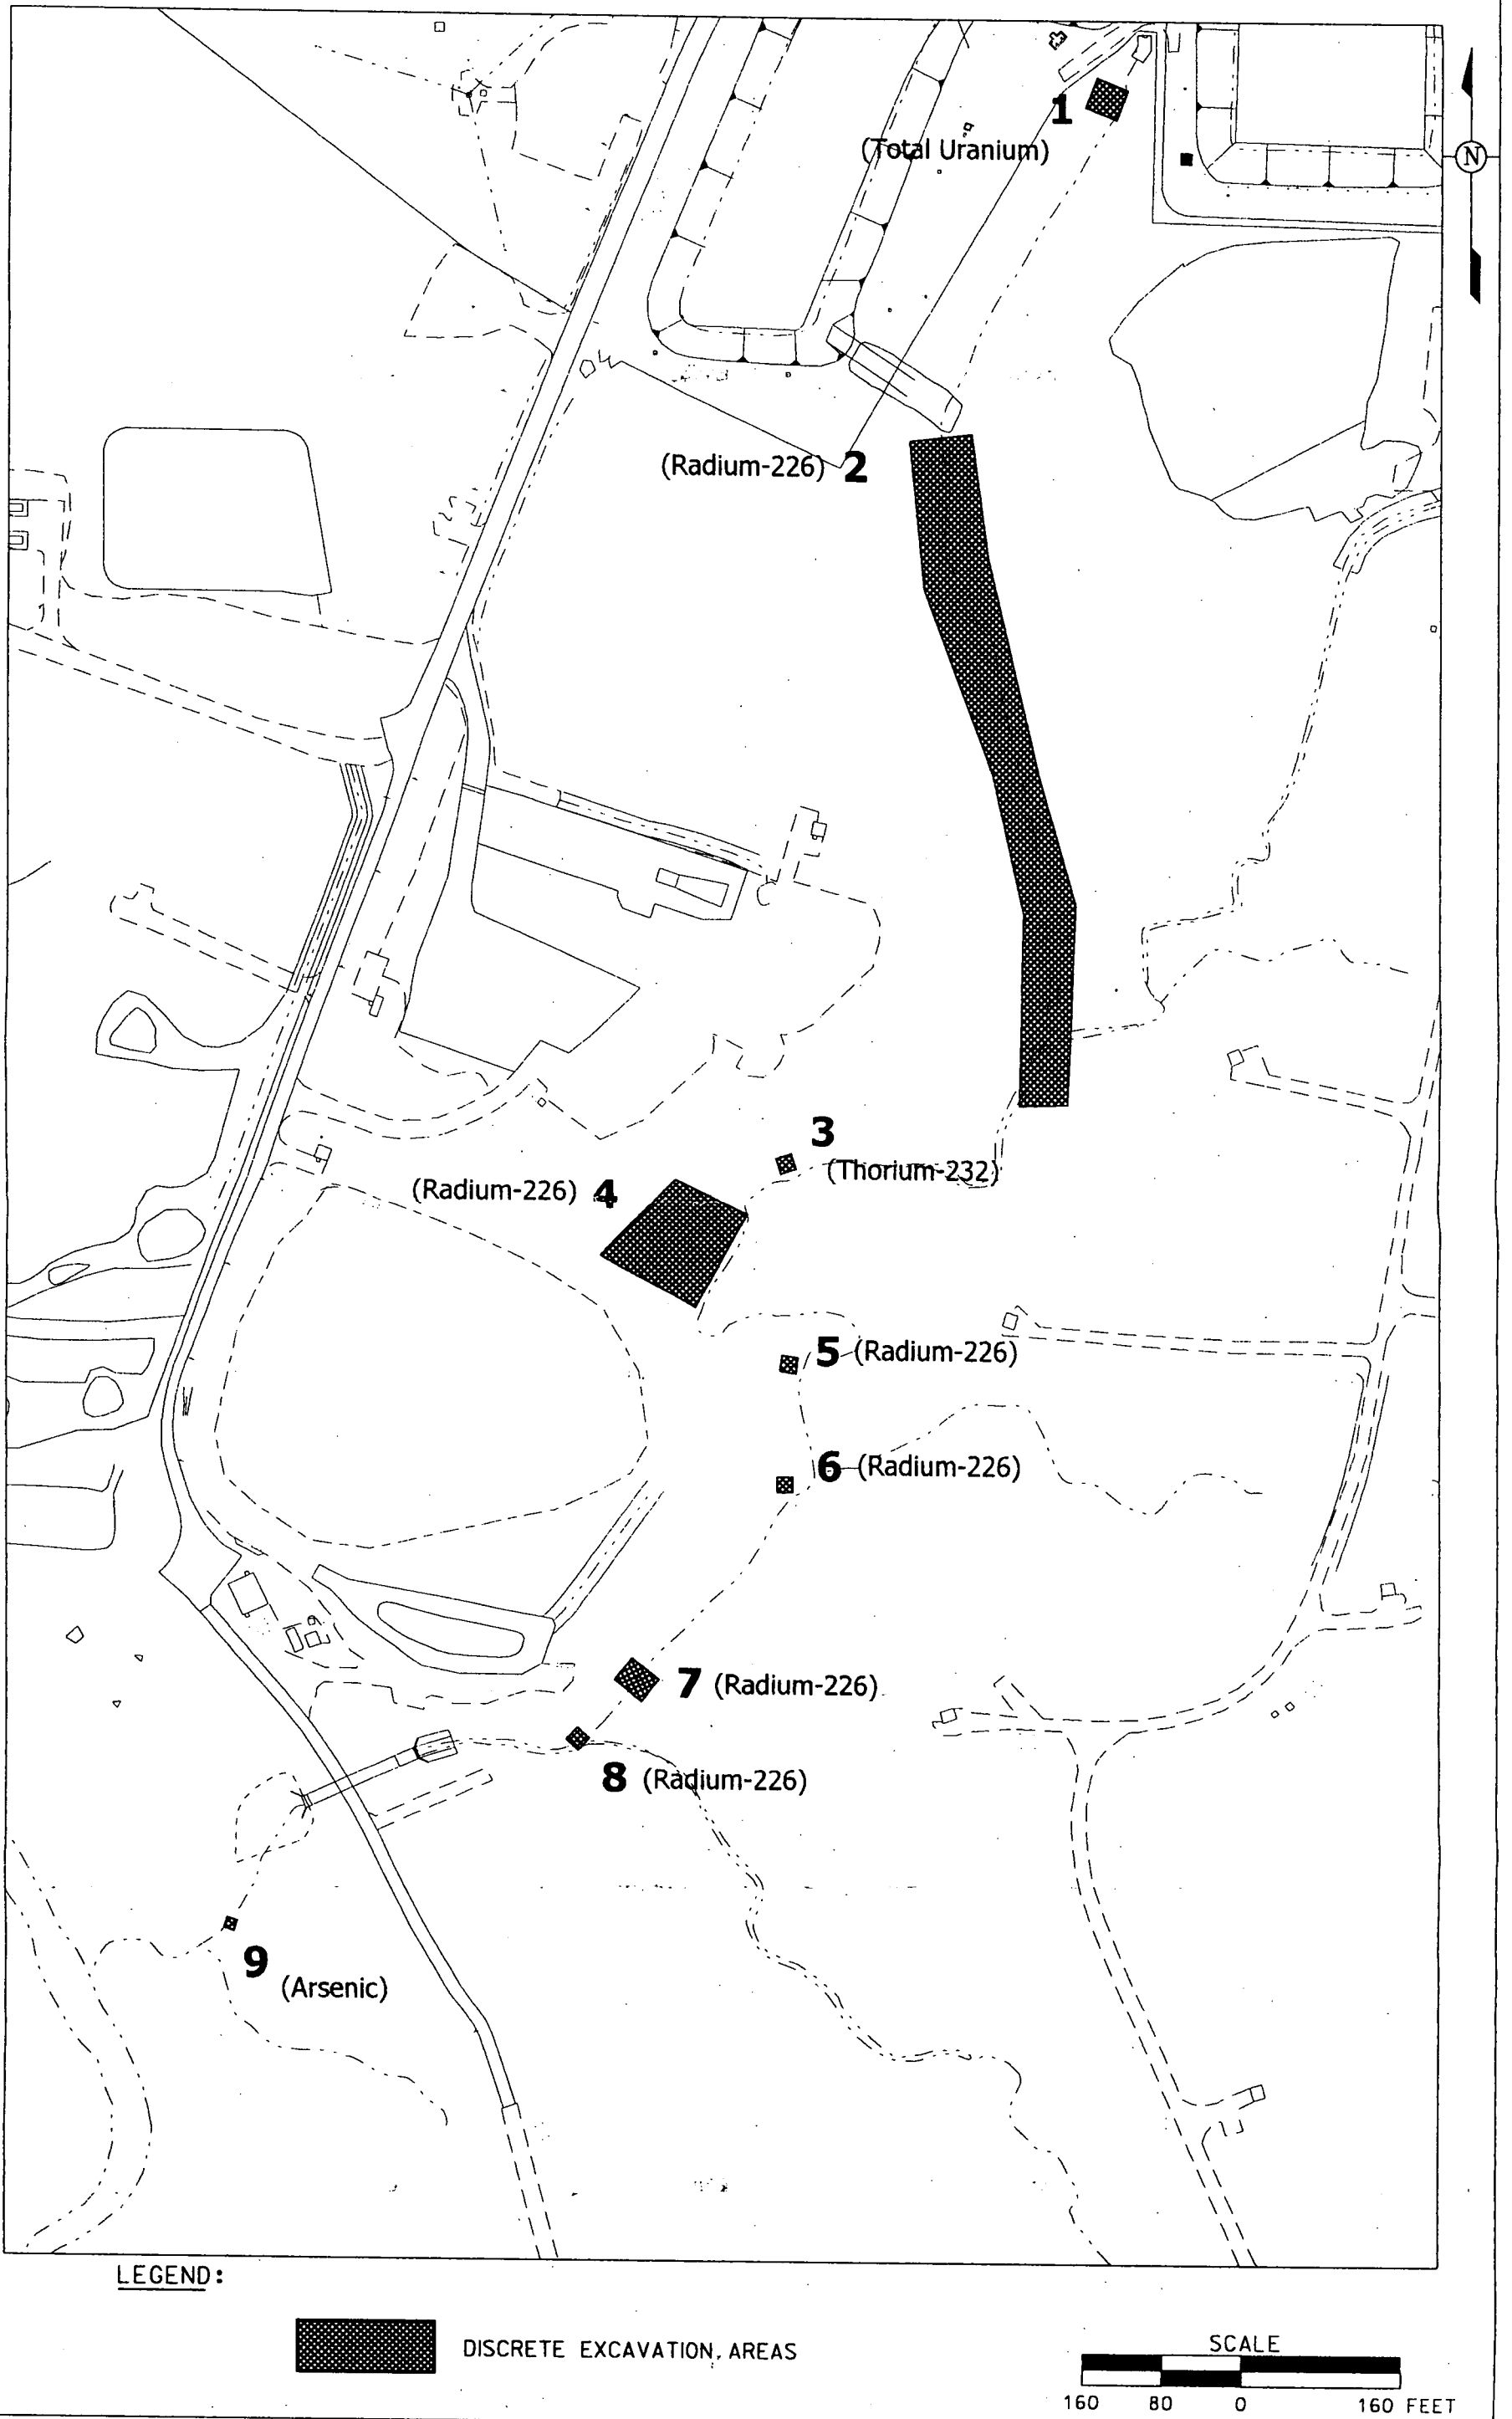 1
(Total Uranium)
N
(Radium-226) 2
3
(Thorium-232)
(Radium-226) 4
5 (Radium-226)
6 (Radium-226)
7 (Radium-226)
8 (Radium-226)
9
(Arsenic)
LEGEND:
DISCRETE EXCAVATION, AREAS
SCALE
160 80 0 160 FEET